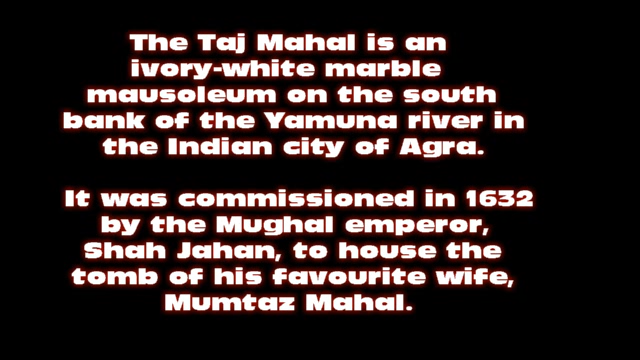 The Taj Mahal is an
ivory-white marble
mausoleum on the south
bank of the Yamuna river in
the Indian city of Agra.
It was commissioned in 1632
by the Mughal emperor,
Shah Jahan, to house the
tomb of his favourite wife,
Mumtaz Mahal.